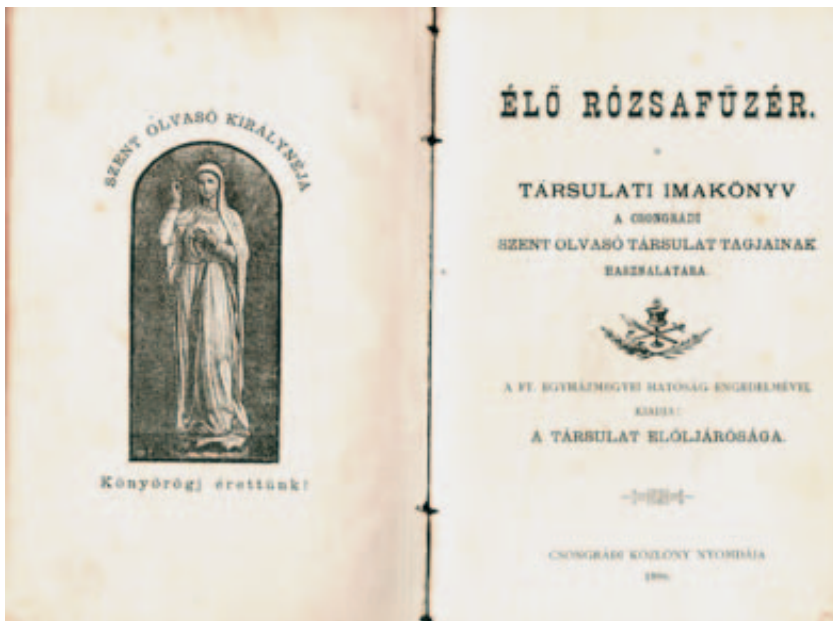 SZENT OLVASÓ KIRÁLYNÉJA
Könyörögj érettünk!
ÉLŐ RÓZSAFŰZÉR.
TÁRSULATI IMAKÖNYV
A CSONGRÁDI
SZENT OLVASÓ TÁRSULAT TAGJAINAK
HASZNÁLATÁRA.
A FT. EGYHÁZMEGYEI HATÓSÁG ENGEDELMÉVEL
KIADJA:
A TÁRSULAT ELÖLJÁRÓSÁGA.
CSONGRÁDI KÖZLÖNY NYOMDÁJA